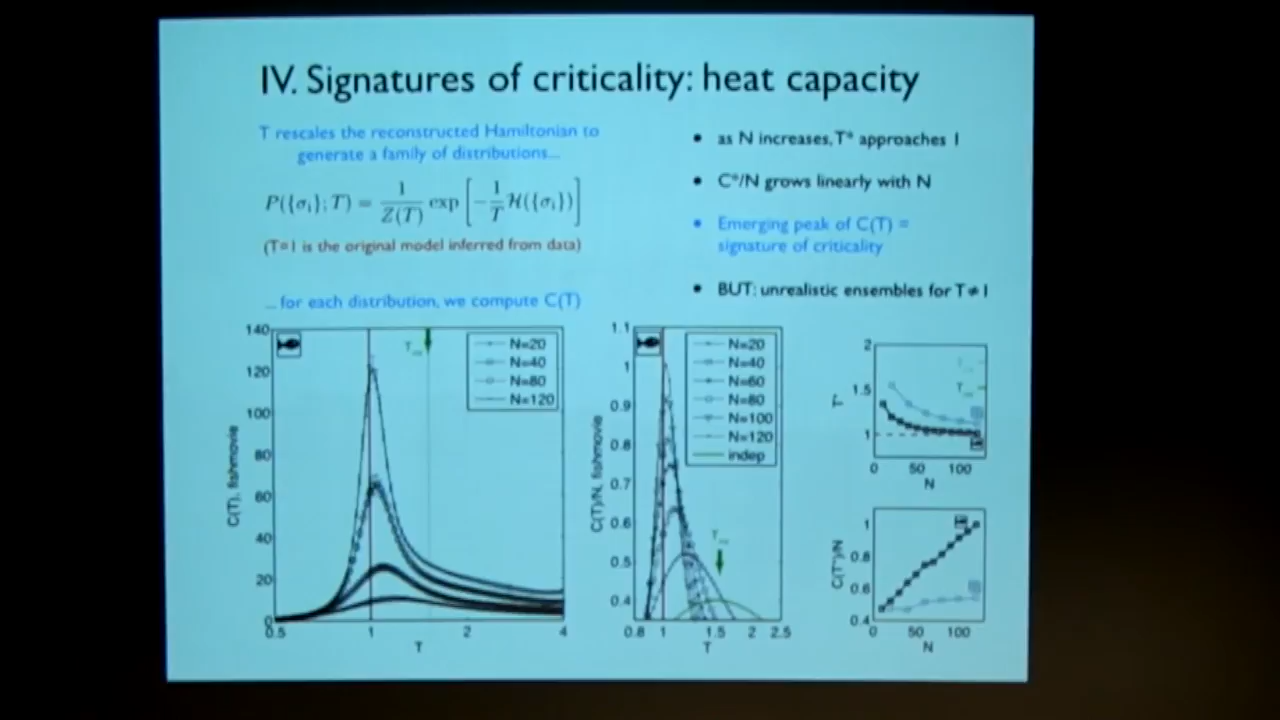 IV. Signatures of criticality: heat capacity
T rescales the reconstructed Hamiltonian to
generate a family of distributions...
P({σᵢ}; T) = 1/Z(T) exp [−1/T ℋ({σᵢ})]
(T=1 is the original model inferred from data)
... for each distribution, we compute C(T)
• as N increases, T* approaches 1
• C*/N grows linearly with N
• Emerging peak of C(T) =
signature of criticality
• BUT: unrealistic ensembles for T ≠ 1
C(T), fishmovie
140
120
100
80
60
40
20
0
0.5
1
2
4
T
N=20
N=40
N=80
N=120
C(T)/N, fishmovie
1.1
1
0.9
0.8
0.7
0.6
0.5
0.4
0.8
1
1.5
2
2.5
T
N=20
N=40
N=60
N=80
N=100
N=120
indep
T*
2
1.5
1
0
50
100
N
C(T*)/N
1
0.8
0.6
0.4
0
50
100
N